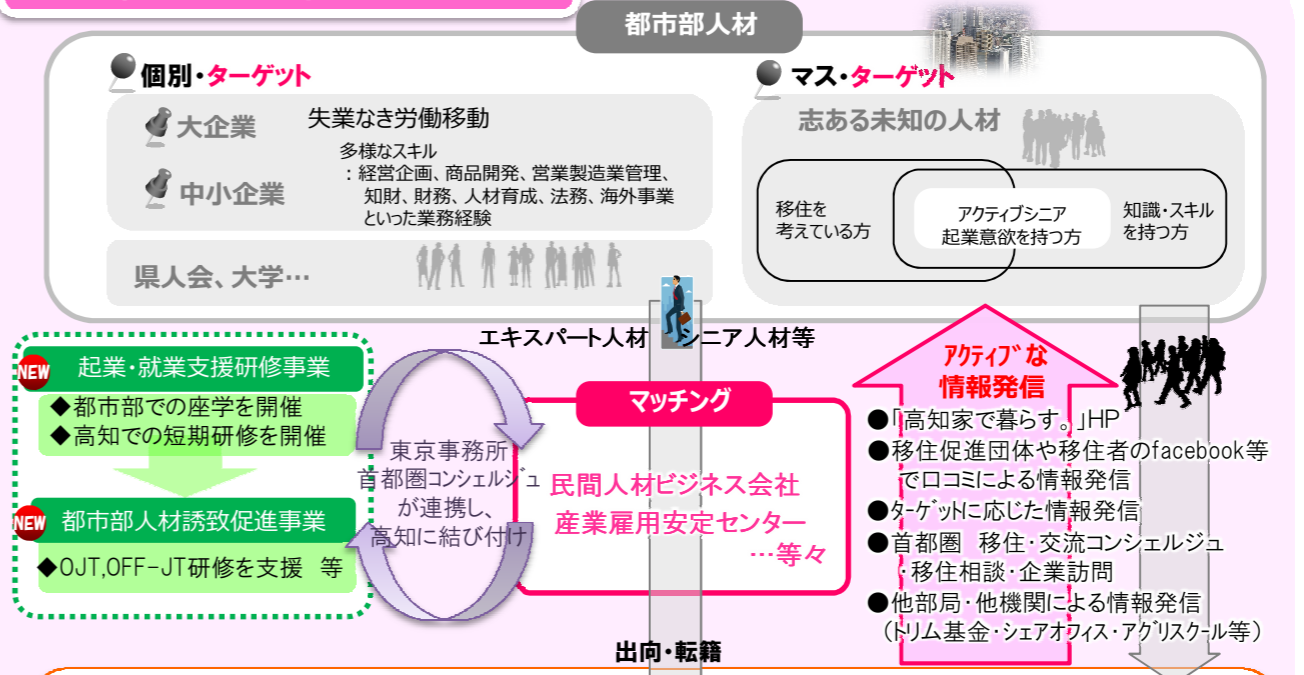 都市部人材
個別・ターゲット
大企業
失業なき労働移動
中小企業
多様なスキル
：経営企画、商品開発、営業製造業管理、
知財、財務、人材育成、法務、海外事業
といった業務経験
県人会、大学…
マス・ターゲット
志ある未知の人材
移住を
考えている方
アクティブシニア
起業意欲を持つ方
知識・スキル
を持つ方
エキスパート人材
シニア人材等
NEW
起業・就業支援研修事業
◆都市部での座学を開催
◆高知での短期研修を開催
NEW
都市部人材誘致促進事業
◆OJT,OFF-JT研修を支援 等
東京事務所
首都圏コンシェルジュ
が連携し、
高知に結び付け
マッチング
民間人材ビジネス会社
産業雇用安定センター
…等々
アクティブな
情報発信
●「高知家で暮らす。」HP
●移住促進団体や移住者のfacebook等
で口コミによる情報発信
●ターゲットに応じた情報発信
●首都圏 移住・交流コンシェルジュ
・移住相談・企業訪問
●他部局・他機関による情報発信
（トリム基金・シェアオフィス・アグリスクール等）
出向・転籍